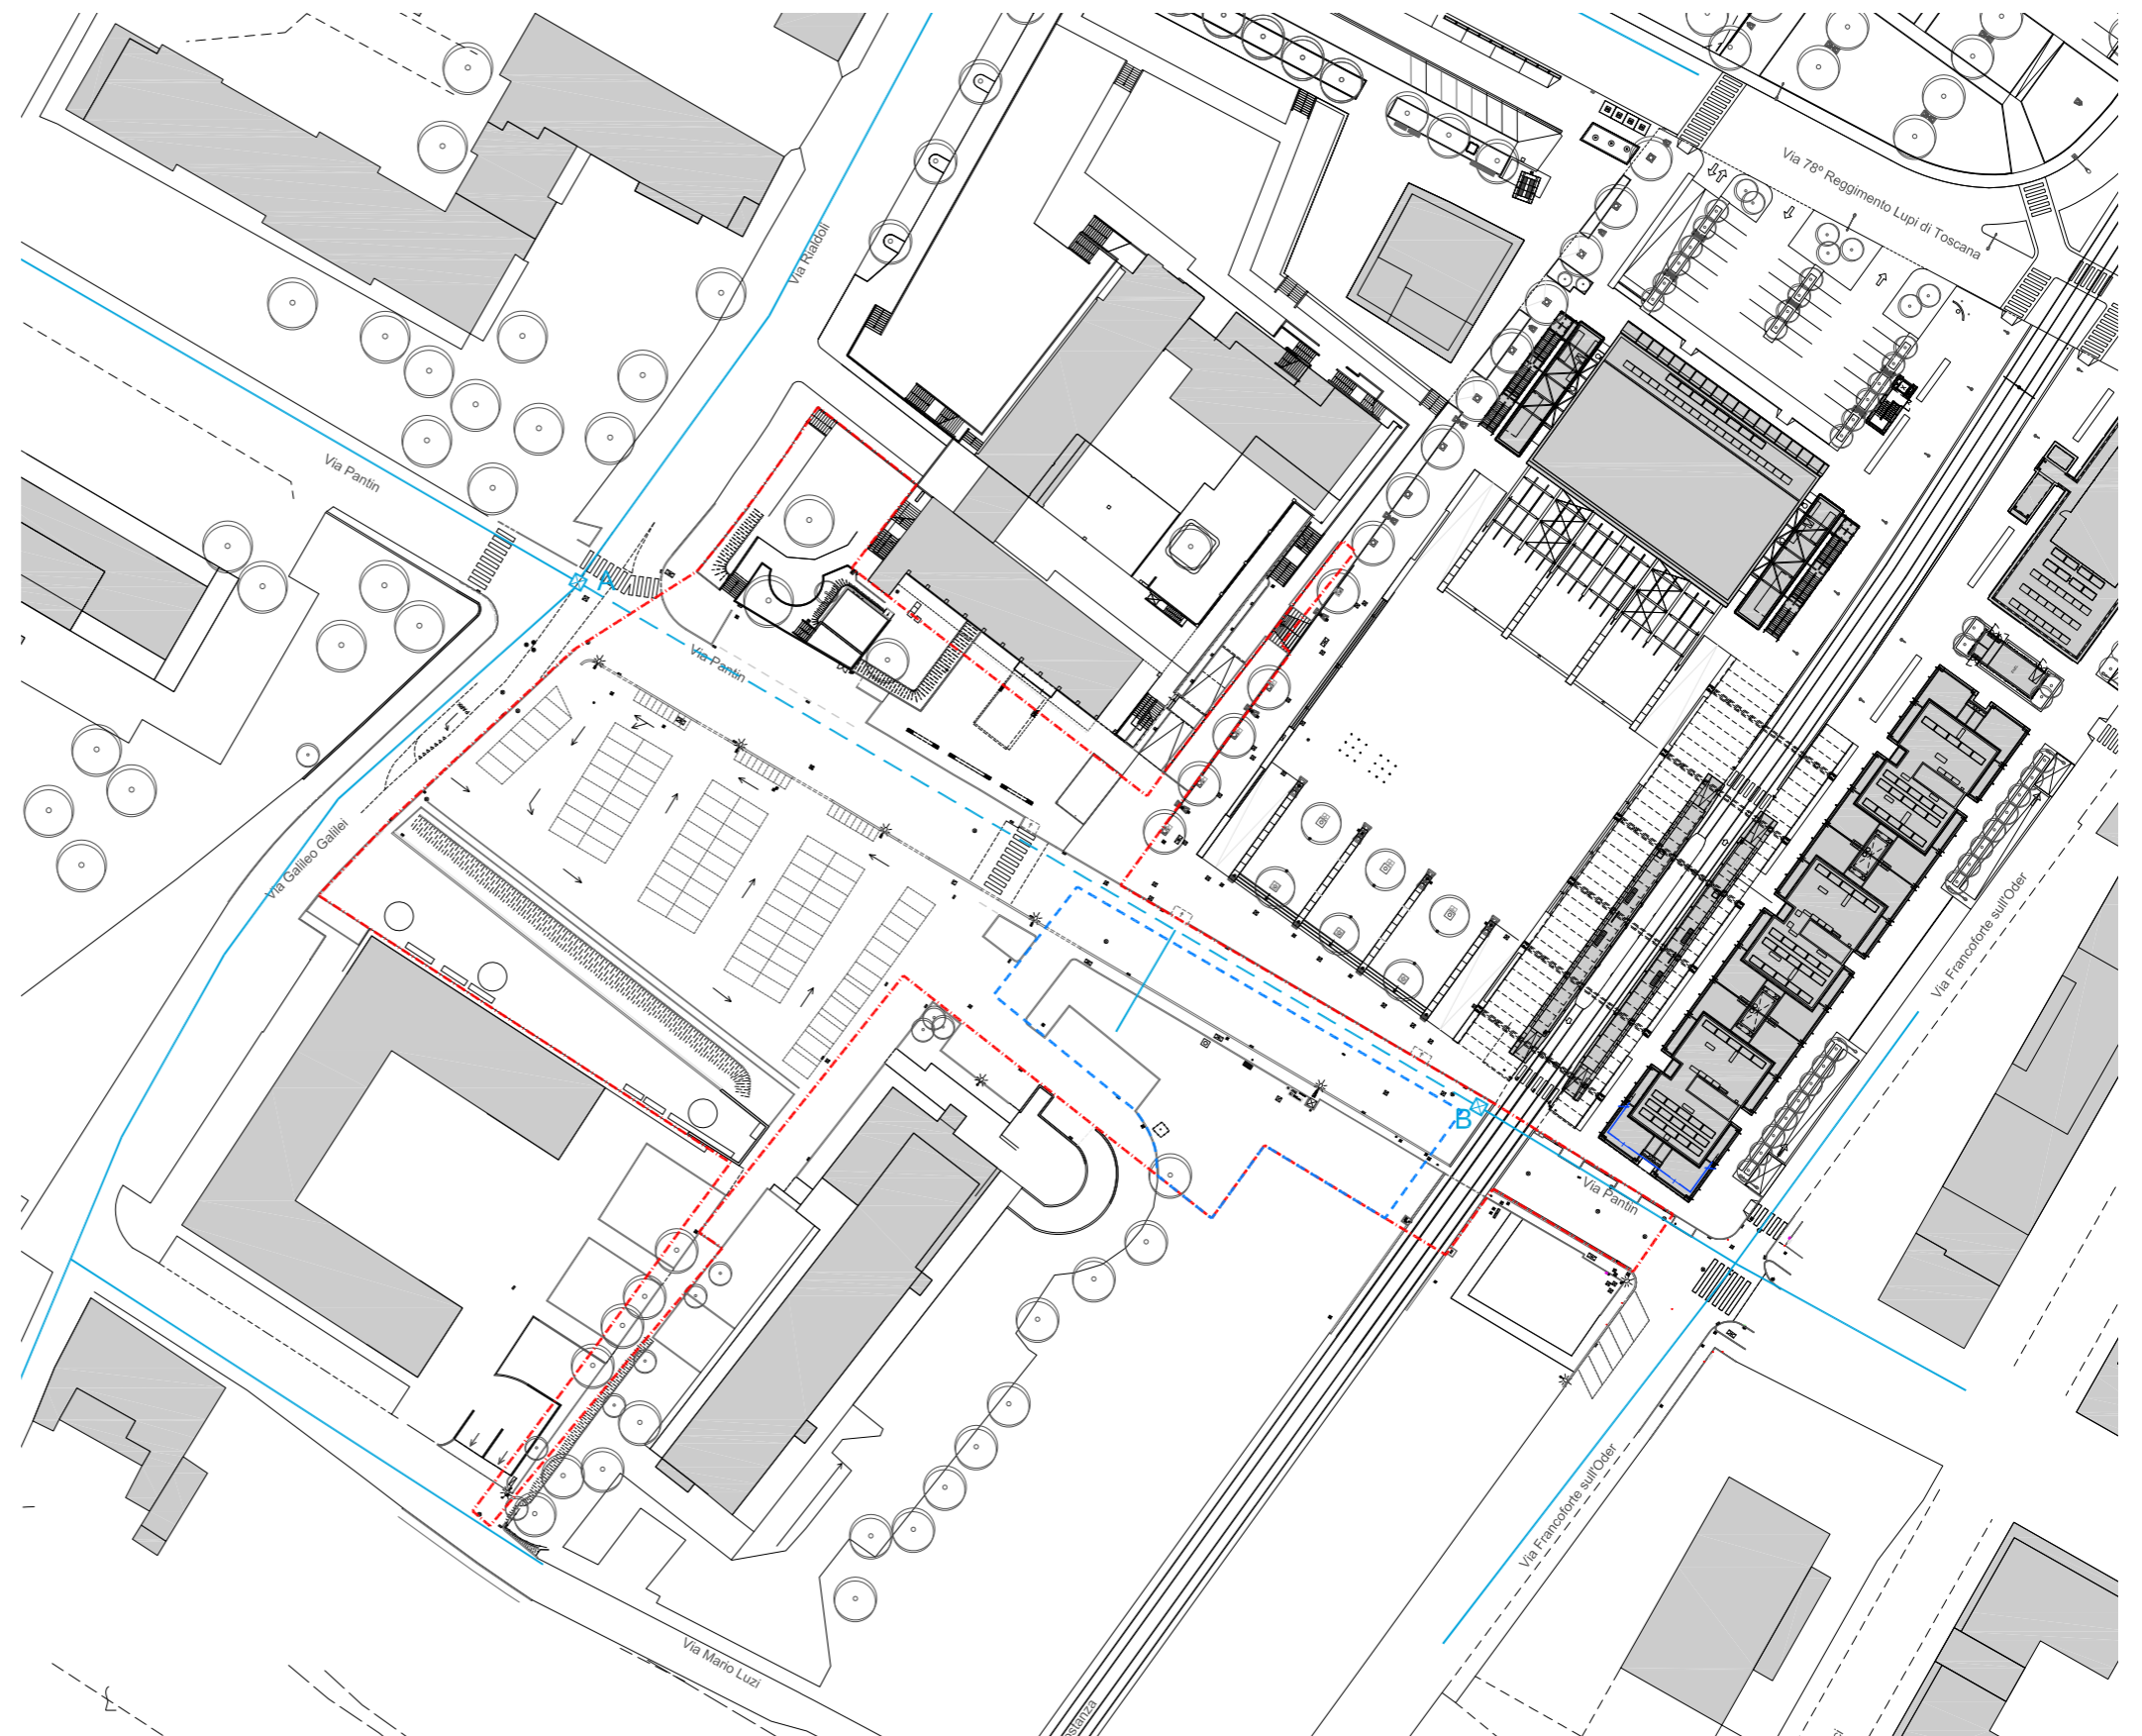 Via 78° Reggimento Lupi di Toscana
Via Rialdoli
Via Pantin
A
Via Pantin
Via Galileo Galilei
Via Francoforte sull'Oder
B
Via Pantin
Via Francoforte sull'Oder
Via Mario Luzi
ostanza